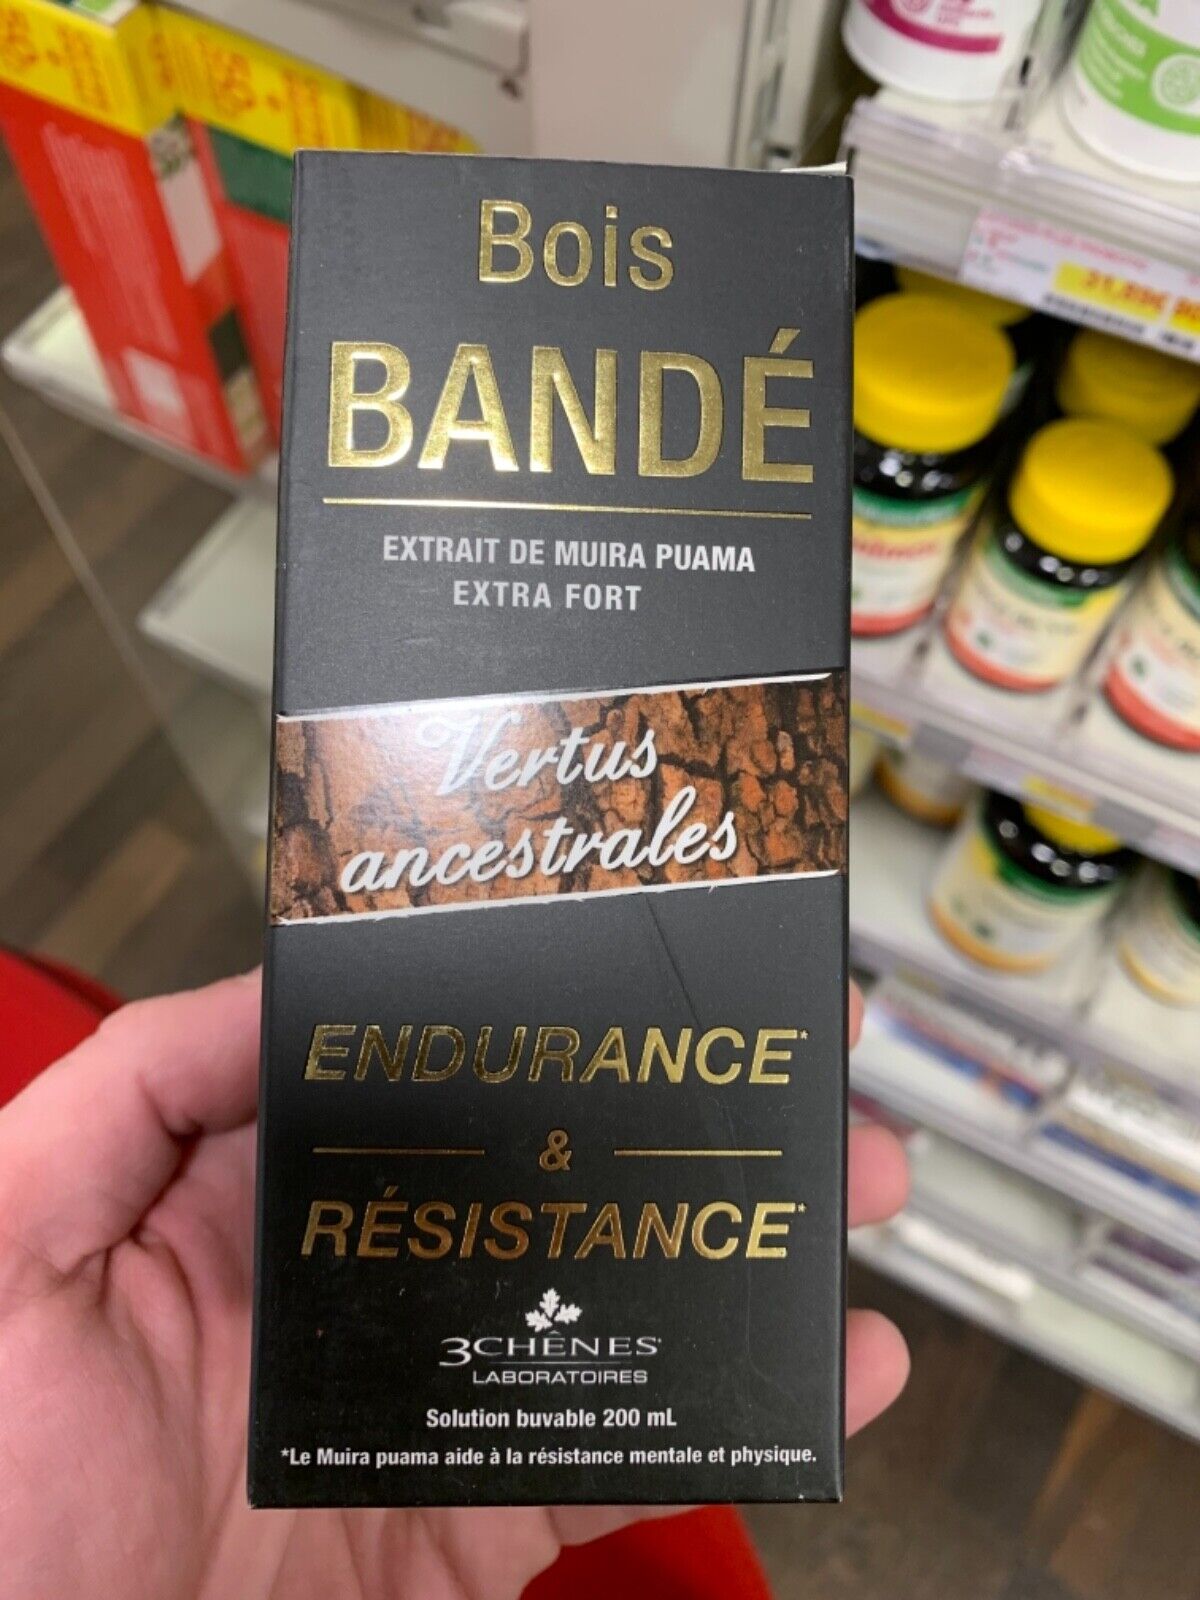 Bois
BANDÉ
EXTRAIT DE MUIRA PUAMA
EXTRA FORT
Vertus
ancestrales
ENDURANCE*
&
RÉSISTANCE*
3CHÊNES
LABORATOIRES
Solution buvable 200 mL
*Le Muira puama aide à la résistance mentale et physique.